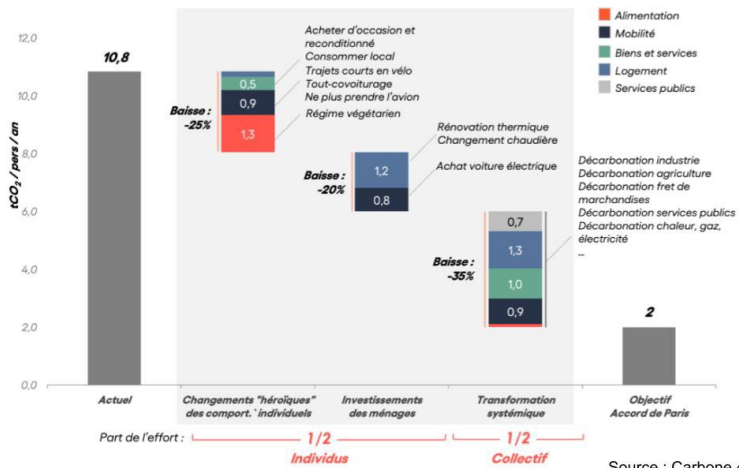 Alimentation
Mobilité
Biens et services
Logement
Services publics
tCO₂ / pers / an
12,0
10,0
8,0
6,0
4,0
2,0
0,0
10,8
Baisse :
-25%
0,5
0,9
1,3
Acheter d'occasion et
reconditionné
Consommer local
Trajets courts en vélo
Tout-covoiturage
Ne plus prendre l'avion
Régime végétarien
Baisse :
-20%
1,2
0,8
Rénovation thermique
Changement chaudière
Achat voiture électrique
Baisse :
-35%
0,7
1,3
1,0
0,9
Décarbonation industrie
Décarbonation agriculture
Décarbonation fret de
marchandises
Décarbonation services publics
Décarbonation chaleur, gaz,
électricité
...
2
Actuel
Changements "héroïques"
des comport.˙ individuels
Investissements
des ménages
Transformation
systémique
Objectif
Accord de Paris
Part de l'effort :
1/2
Individus
1/2
Collectif
Source : Carbone